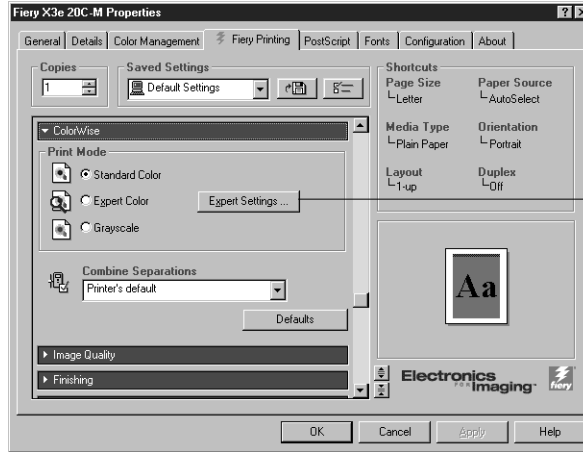 Fiery X3e 20C-M Properties
General Details Color Management Fiery Printing PostScript Fonts Configuration About
Copies
1
Saved Settings
Default Settings
Shortcuts
Page Size
Letter
Paper Source
AutoSelect
Media Type
Plain Paper
Orientation
Portrait
Layout
1-up
Duplex
Off
ColorWise
Print Mode
Standard Color
Expert Color
Expert Settings ...
Grayscale
Combine Separations
Printer's default
Defaults
Image Quality
Finishing
Aa
Electronics
FOR Imaging
fiery
OK Cancel Apply Help